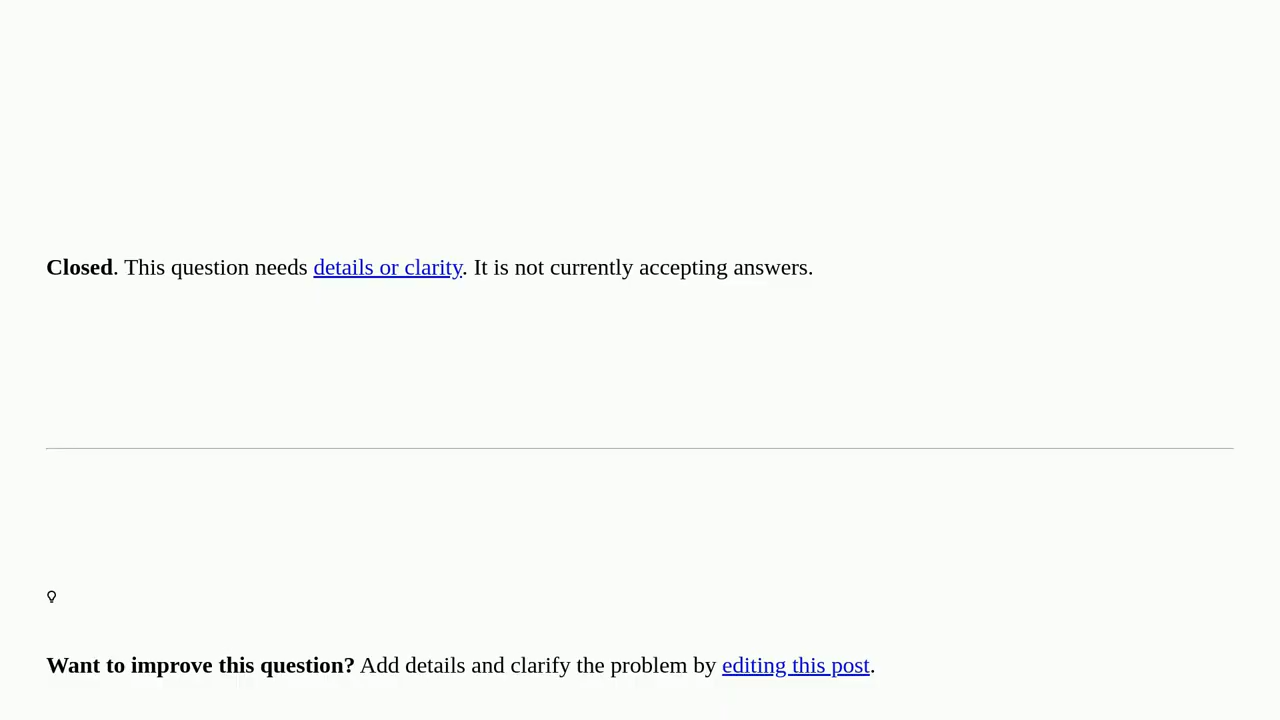 Closed. This question needs details or clarity. It is not currently accepting answers.
Want to improve this question? Add details and clarify the problem by editing this post.